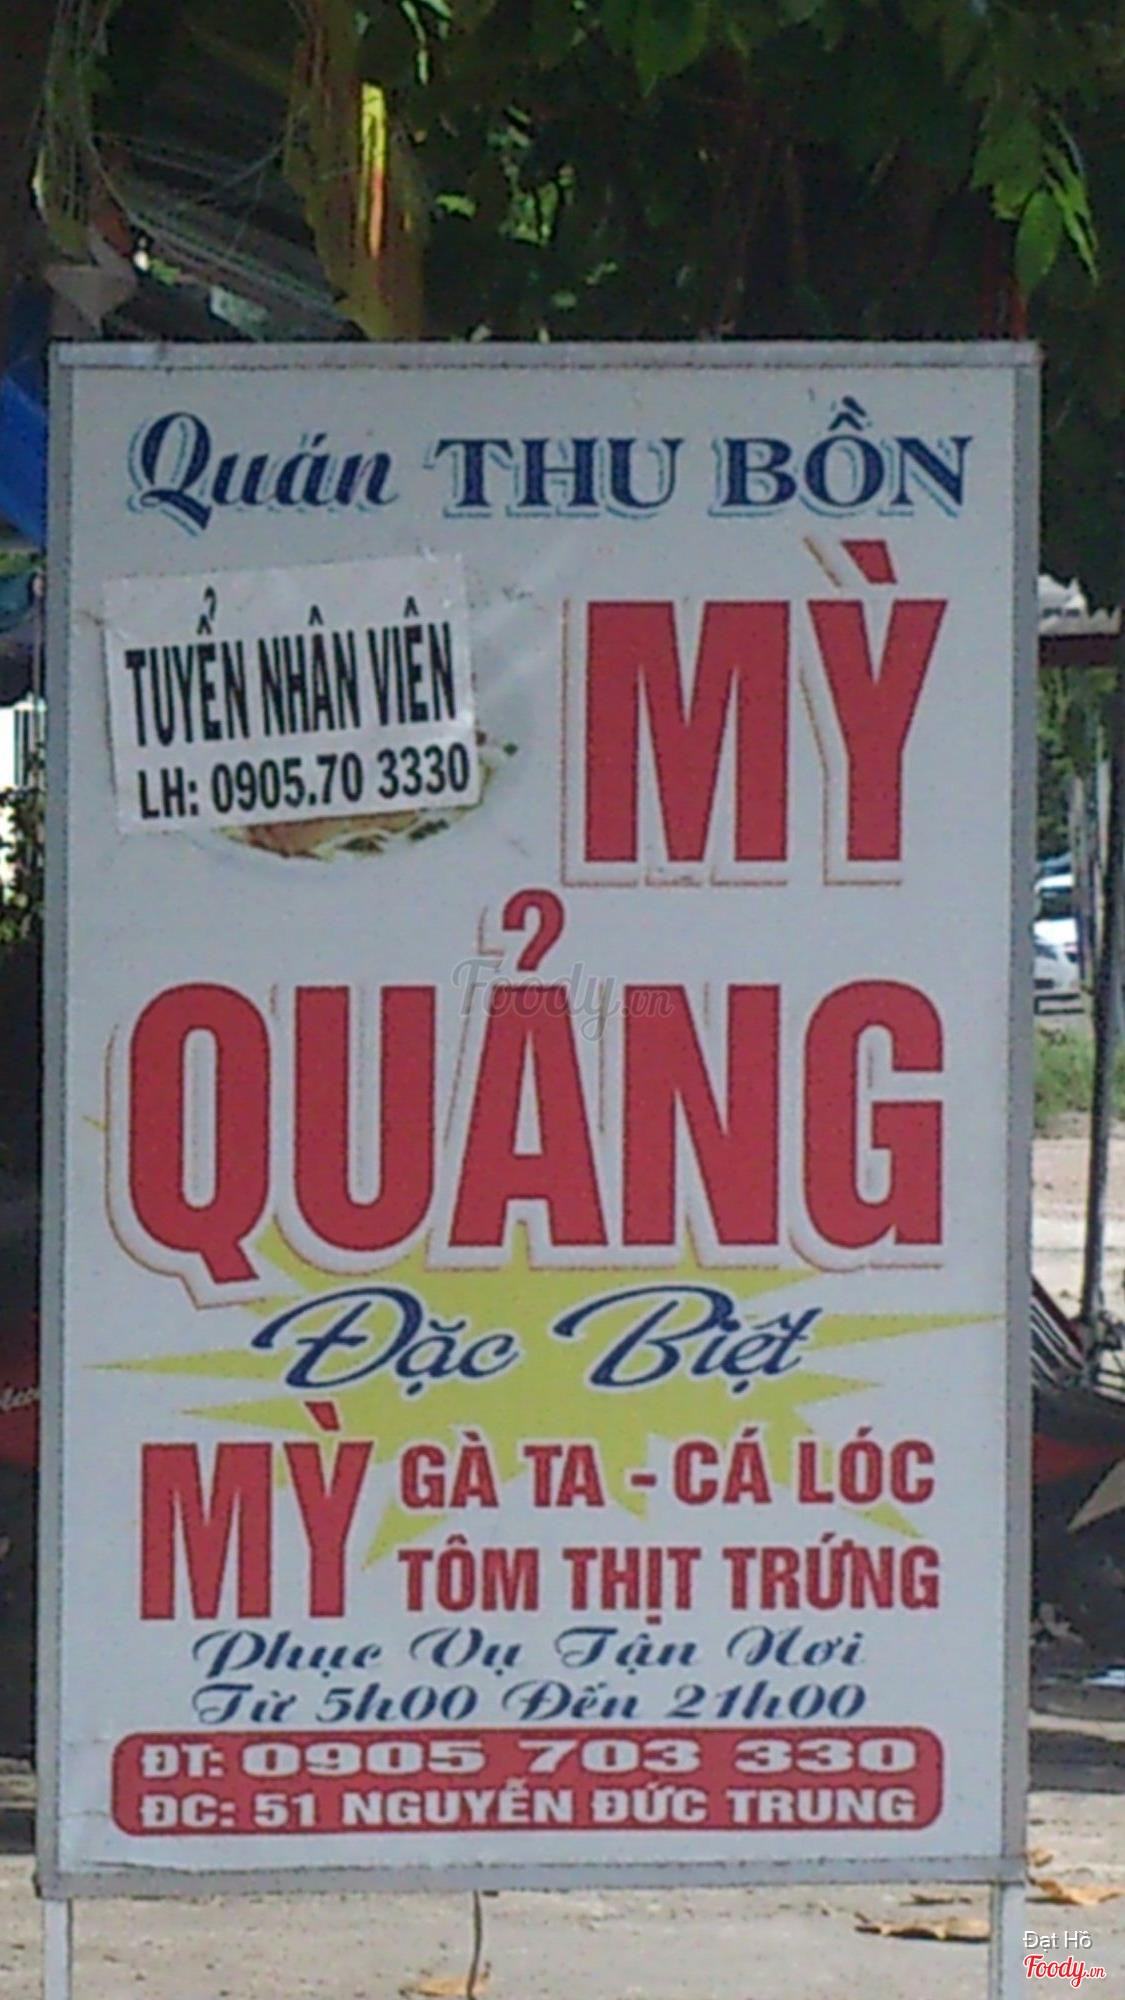 Quán THU BỒN
TUYỂN NHÂN VIÊN
LH: 0905.70 3330
MỲ
QUẢNG
Foody.vn
Đặc Biệt
MỲ GÀ TA - CÁ LÓC
TÔM THỊT TRỨNG
Phục Vụ Tận Nơi
Từ 5h00 Đến 21h00
ĐT: 0905 703 330
ĐC: 51 NGUYỄN ĐỨC TRUNG
Đạt Hồ
Foody.vn